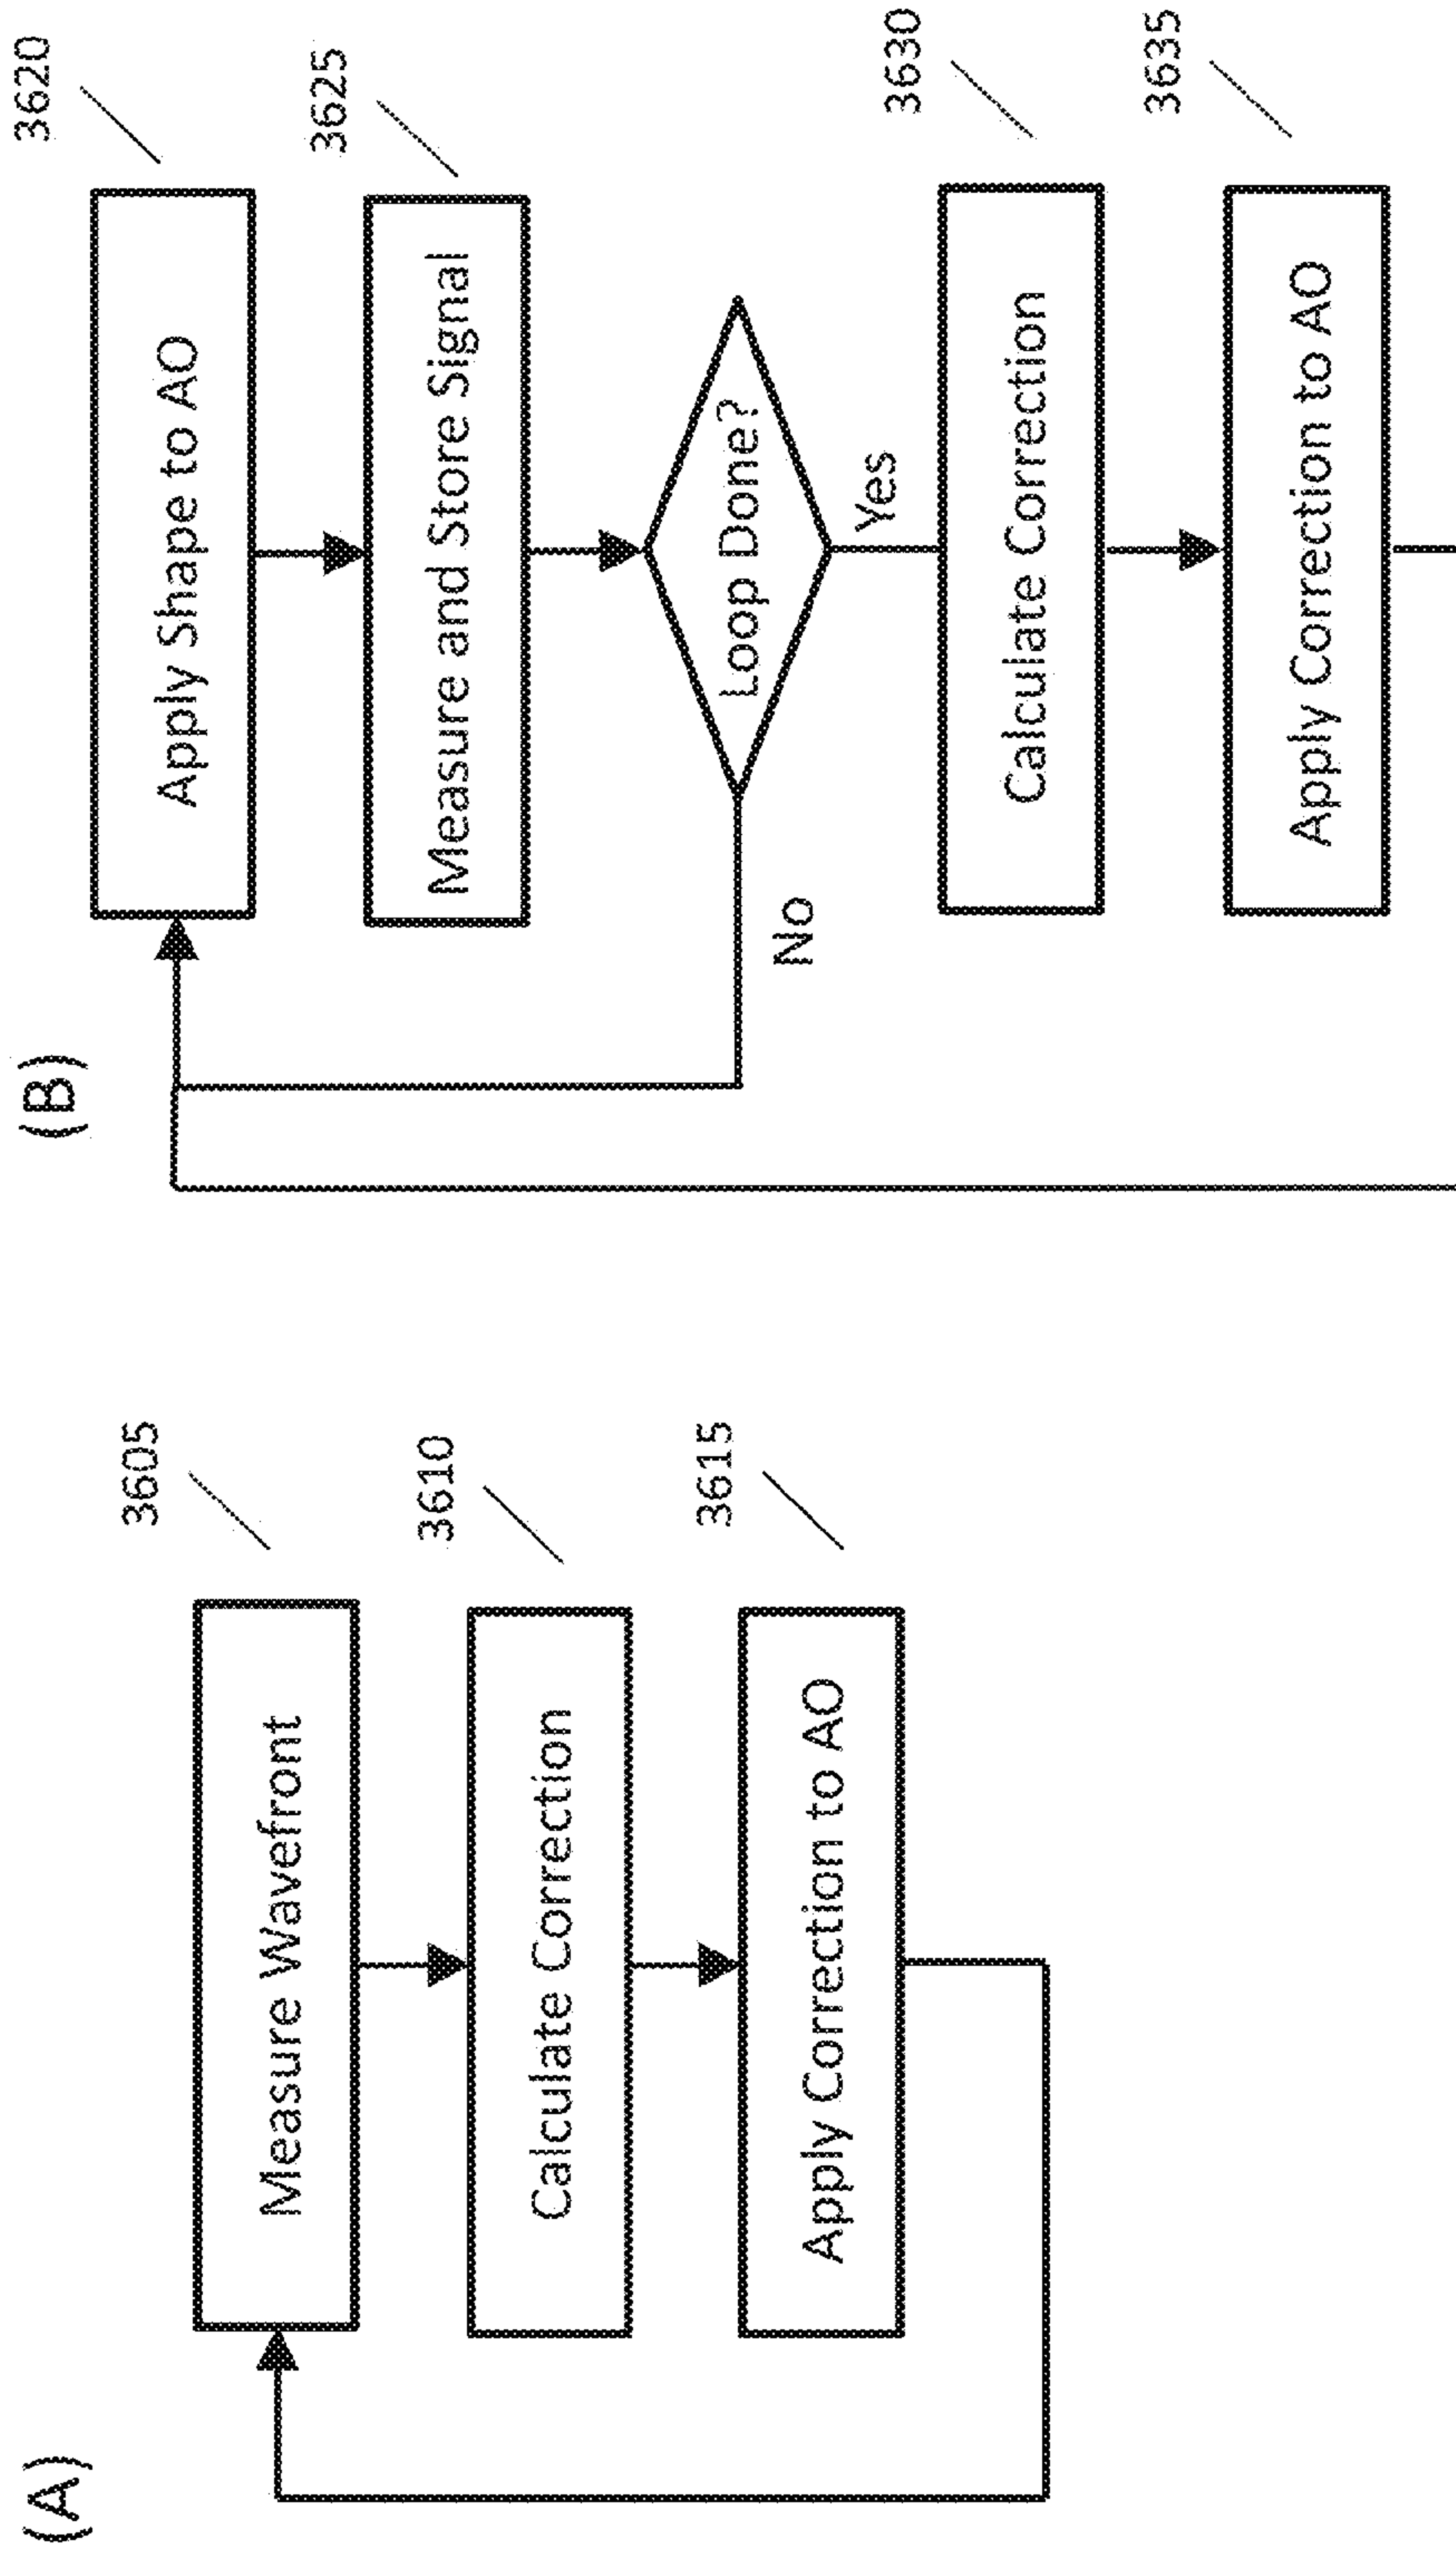 (A)
Measure Wavefront
3605
Calculate Correction
3610
Apply Correction to AO
3615
(B)
Apply Shape to AO
3620
Measure and Store Signal
3625
Loop Done?
No
Yes
Calculate Correction
3630
Apply Correction to AO
3635